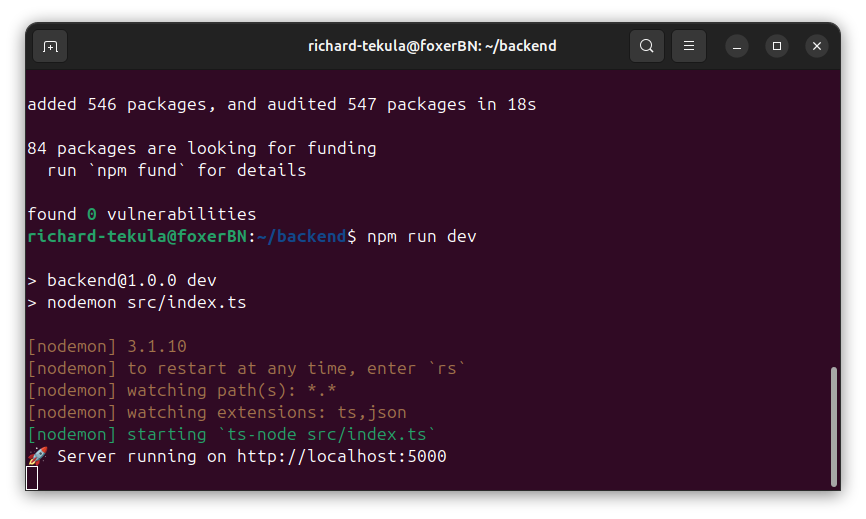 richard-tekula@foxerBN: ~/backend
added 546 packages, and audited 547 packages in 18s
84 packages are looking for funding
run `npm fund` for details
found 0 vulnerabilities
richard-tekula@foxerBN:~/backend$ npm run dev
> backend@1.0.0 dev
> nodemon src/index.ts
[nodemon] 3.1.10
[nodemon] to restart at any time, enter `rs`
[nodemon] watching path(s): *.*
[nodemon] watching extensions: ts,json
[nodemon] starting `ts-node src/index.ts`
🚀 Server running on http://localhost:5000